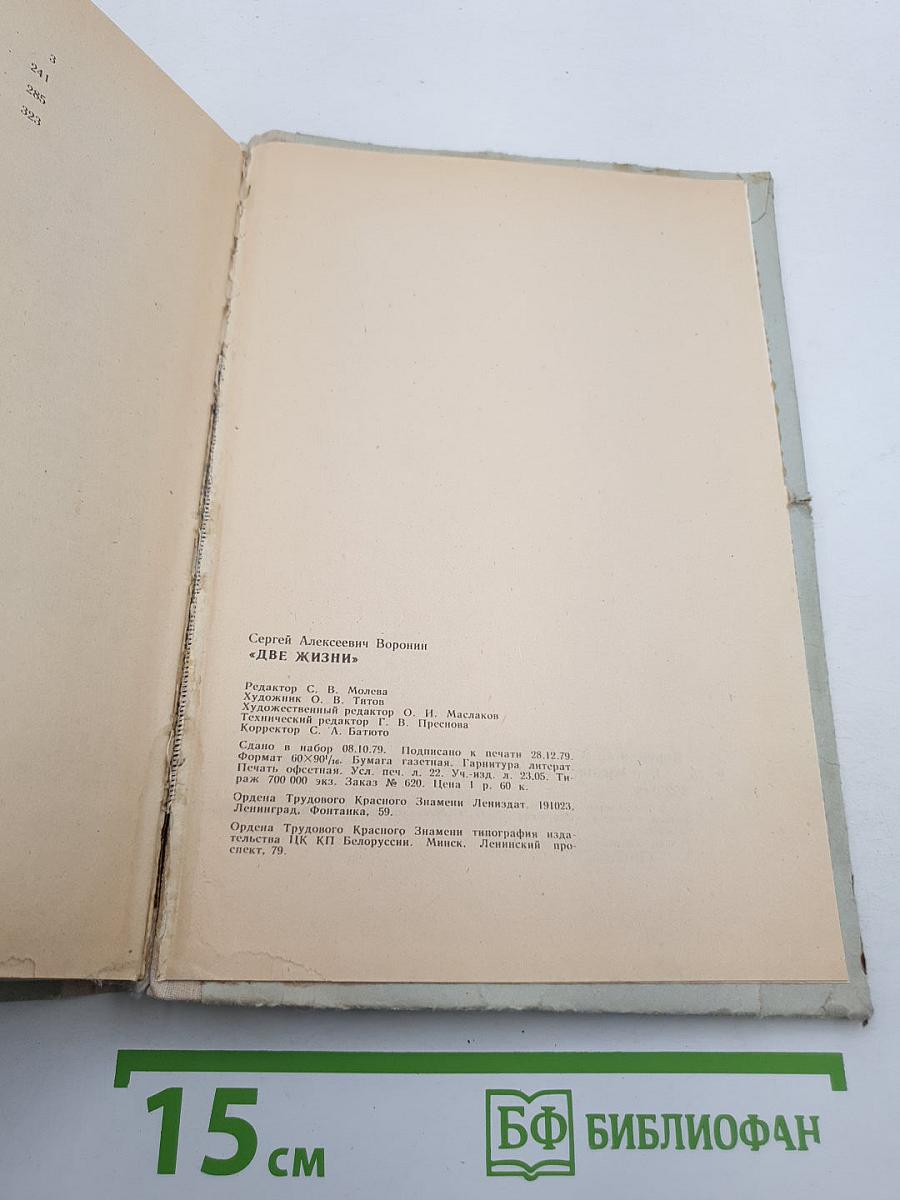 3
241
285
323
Сергей Алексеевич Воронин
«ДВЕ ЖИЗНИ»
Редактор С. В. Молева
Художник О. В. Титов
Художественный редактор О. И. Маслаков
Технический редактор Г. В. Преснова
Корректор С. А. Батюто
Сдано в набор 08.10.79. Подписано к печати 28.12.79.
Формат 60×90¹/₁₆. Бумага газетная. Гарнитура литерат.
Печать офсетная. Усл. печ. л. 22. Уч.-изд. л. 23,05. Ти-
раж 700 000 экз. Заказ № 620. Цена 1 р. 60 к.
Ордена Трудового Красного Знамени Лениздат. 191023,
Ленинград, Фонтанка, 59.
Ордена Трудового Красного Знамени типография изда-
тельства ЦК КП Белоруссии. Минск, Ленинский про-
спект, 79.
15 см
БФ БИБЛИОФАН